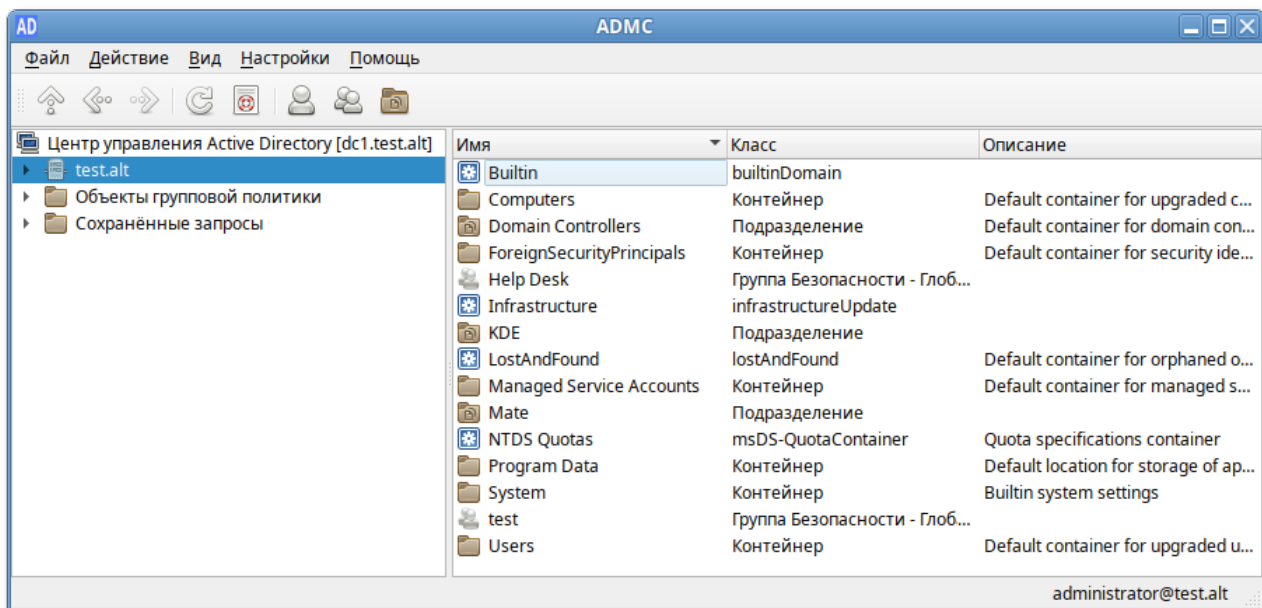 AD ADMC
Файл Действие Вид Настройки Помощь
Центр управления Active Directory [dc1.test.alt]
test.alt
Объекты групповой политики
Сохранённые запросы
Имя Класс Описание
Builtin builtinDomain
Computers Контейнер Default container for upgraded c...
Domain Controllers Подразделение Default container for domain con...
ForeignSecurityPrincipals Контейнер Default container for security ide...
Help Desk Группа Безопасности - Глоб...
Infrastructure infrastructureUpdate
KDE Подразделение
LostAndFound lostAndFound Default container for orphaned o...
Managed Service Accounts Контейнер Default container for managed s...
Mate Подразделение
NTDS Quotas msDS-QuotaContainer Quota specifications container
Program Data Контейнер Default location for storage of ap...
System Контейнер Builtin system settings
test Группа Безопасности - Глоб...
Users Контейнер Default container for upgraded u...
administrator@test.alt